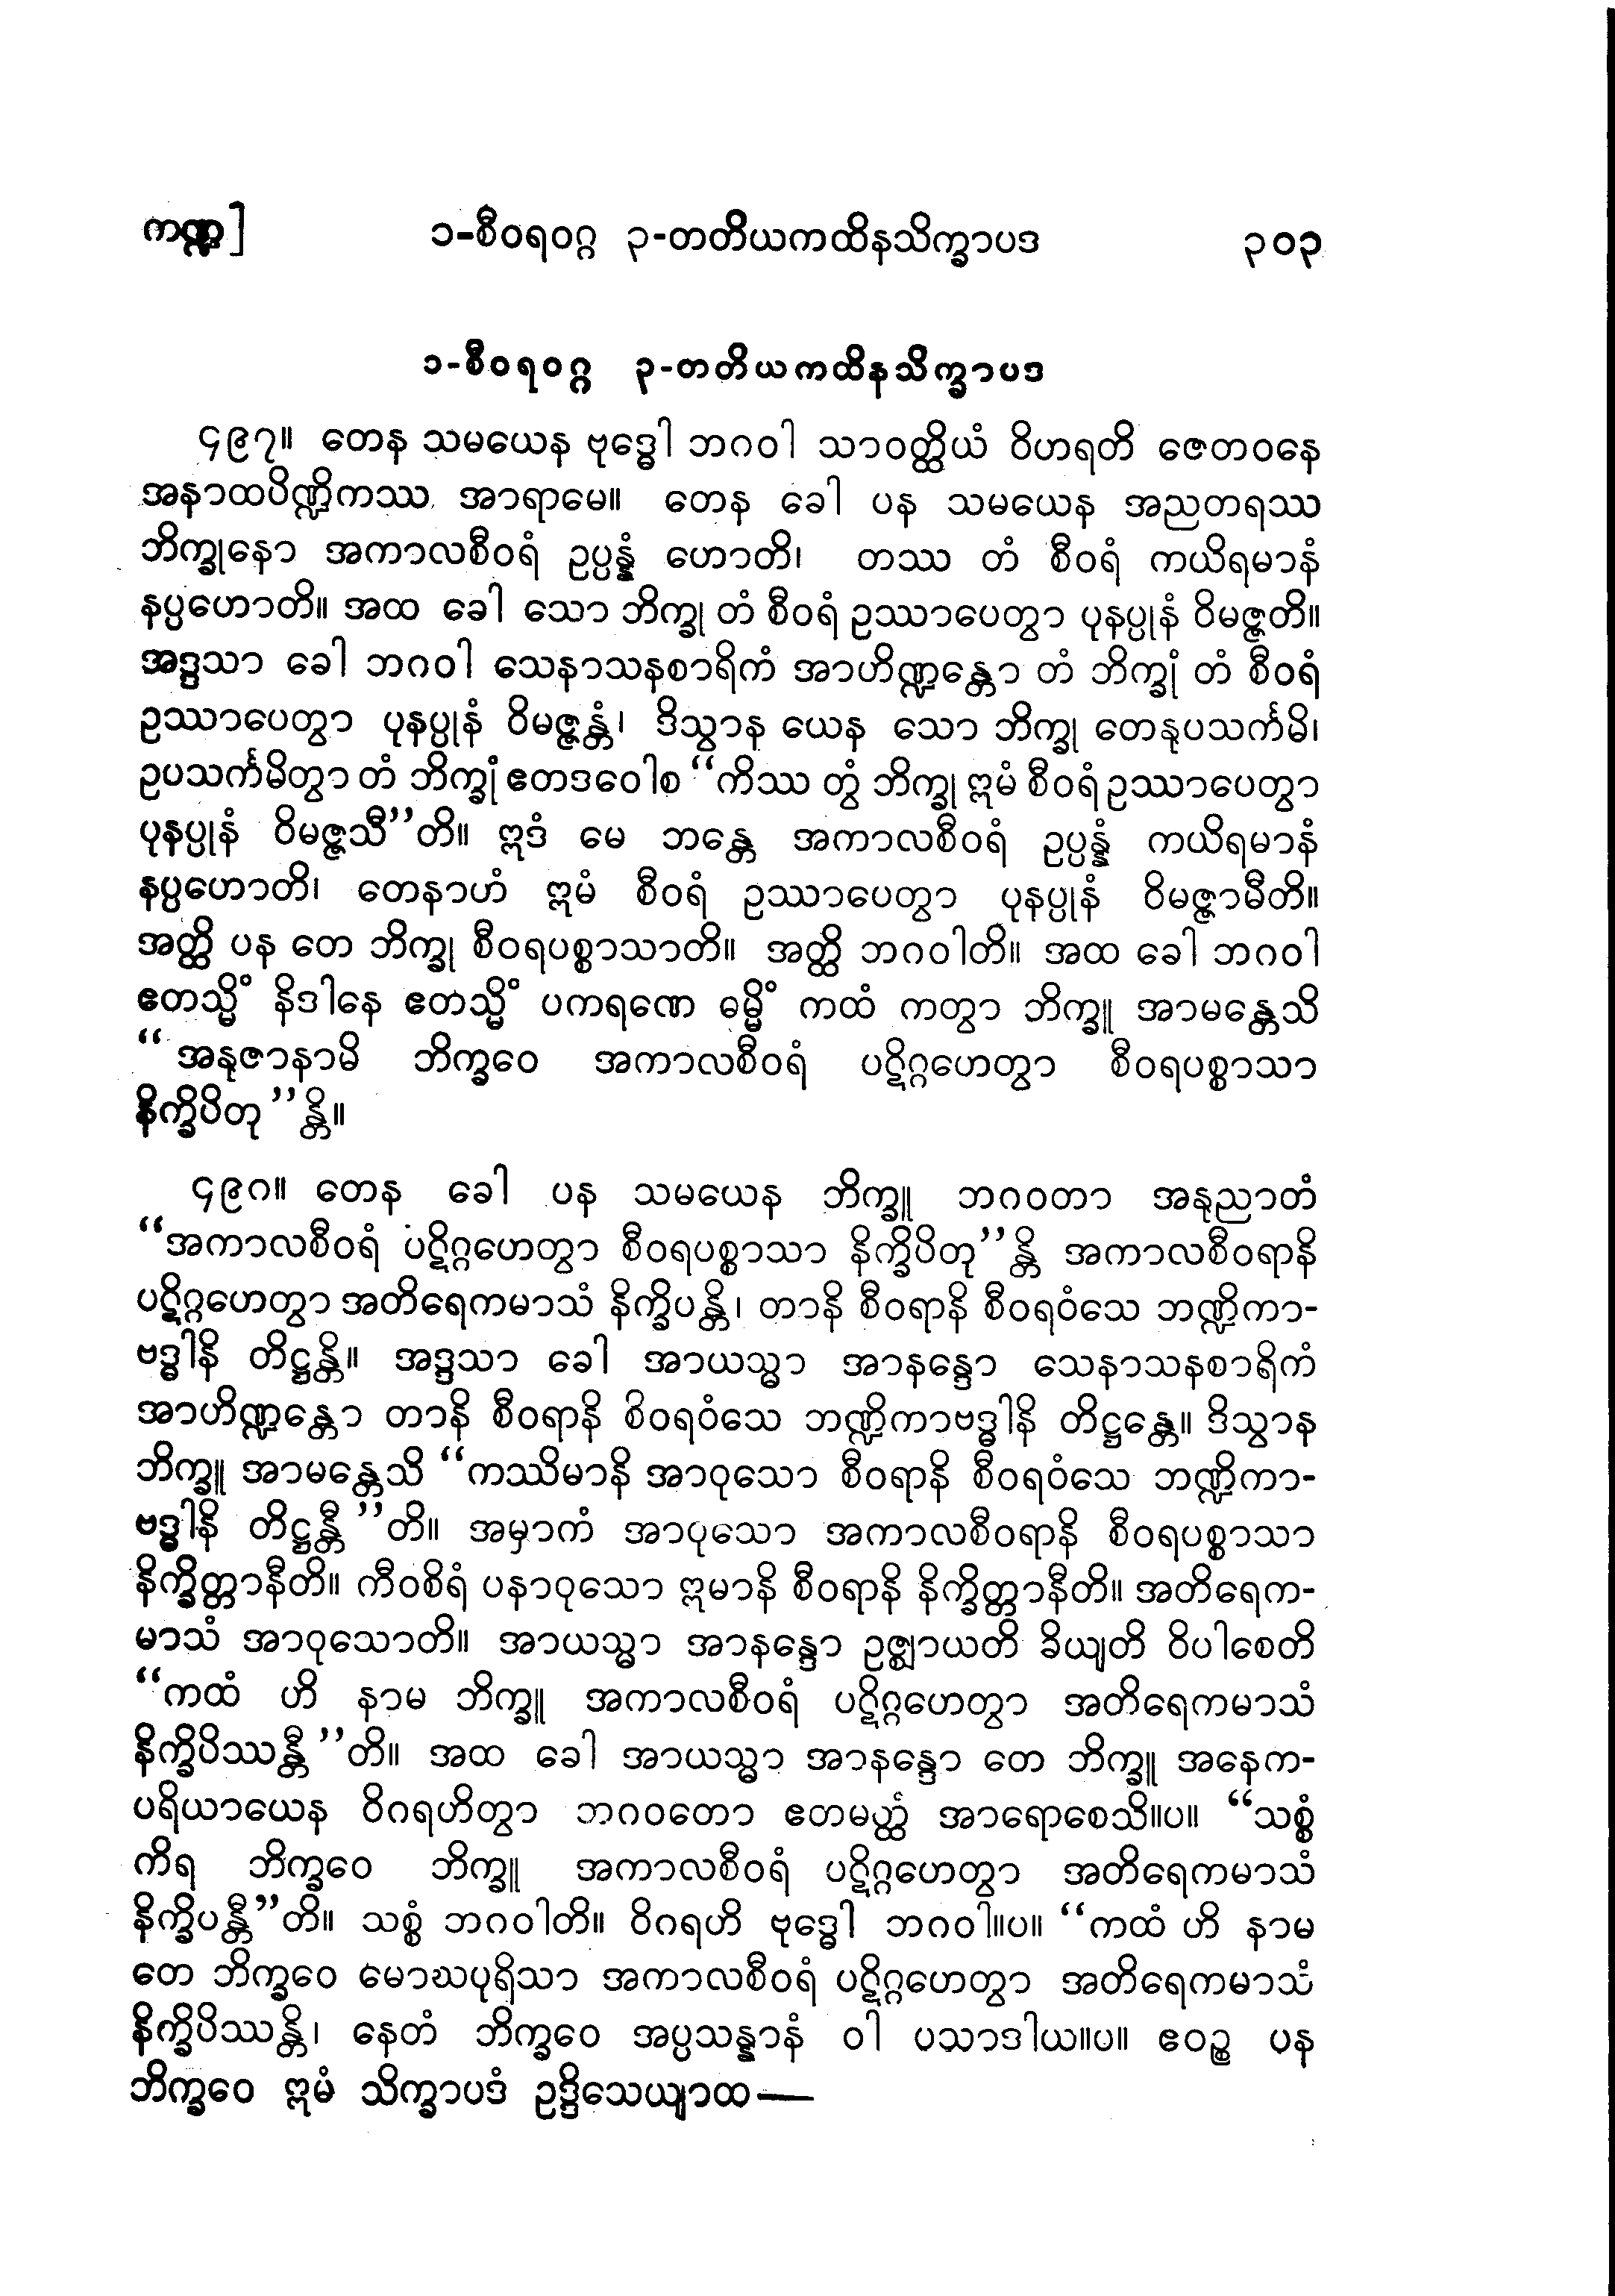 ကဏ္ဍ] ၁-စီဝရဝဂ္ဂ ၃-တတိယကထိနသိက္ခာပဒ ၃၀၃
၁-စီဝရဝဂ္ဂ ၃-တတိယကထိနသိက္ခာပဒ
၄၉၇။ တေန သမယေန ဗုဒ္ဓေါ ဘဂဝါ သာဝတ္ထိယံ ဝိဟရတိ ဇေတဝနေ
အနာထပိဏ္ဍိကဿ အာရာမေ။ တေန ခေါ ပန သမယေန အညတရဿ
ဘိက္ခုနော အကာလစီဝရံ ဥပ္ပန္နံ ဟောတိ၊ တဿ တံ စီဝရံ ကယိရမာနံ
နပ္ပဟောတိ။ အထ ခေါ သော ဘိက္ခု တံ စီဝရံ ဥဿာပေတွာ ပုနပ္ပုနံ ဝိမဇ္ဇတိ။
အဒ္ဒသာ ခေါ ဘဂဝါ သေနာသနစာရိကံ အာဟိဏ္ဍန္တော တံ ဘိက္ခုံ တံ စီဝရံ
ဥဿာပေတွာ ပုနပ္ပုနံ ဝိမဇ္ဇန္တံ၊ ဒိသွာန ယေန သော ဘိက္ခု တေနုပသင်္ကမိ၊
ဥပသင်္ကမိတွာ တံ ဘိက္ခုံ ဧတဒဝေါစ “ကိဿ တွံ ဘိက္ခု ဣမံ စီဝရံ ဥဿာပေတွာ
ပုနပ္ပုနံ ဝိမဇ္ဇသီ”တိ။ ဣဒံ မေ ဘန္တေ အကာလစီဝရံ ဥပ္ပန္နံ ကယိရမာနံ
နပ္ပဟောတိ၊ တေနာဟံ ဣမံ စီဝရံ ဥဿာပေတွာ ပုနပ္ပုနံ ဝိမဇ္ဇာမီတိ။
အတ္ထိ ပန တေ ဘိက္ခု စီဝရပစ္စာသာတိ။ အတ္ထိ ဘဂဝါတိ။ အထ ခေါ ဘဂဝါ
ဧတသ္မိံ နိဒါနေ ဧတသ္မိံ ပကရဏေ ဓမ္မိံ ကထံ ကတွာ ဘိက္ခူ အာမန္တေသိ
“အနုဇာနာမိ ဘိက္ခဝေ အကာလစီဝရံ ပဋိဂ္ဂဟေတွာ စီဝရပစ္စာသာ
နိက္ခိပိတု”န္တိ။
၄၉၈။ တေန ခေါ ပန သမယေန ဘိက္ခူ ဘဂဝတာ အနုညာတံ
“အကာလစီဝရံ ပဋိဂ္ဂဟေတွာ စီဝရပစ္စာသာ နိက္ခိပိတု”န္တိ အကာလစီဝရာနိ
ပဋိဂ္ဂဟေတွာ အတိရေကမာသံ နိက္ခိပန္တိ၊ တာနိ စီဝရာနိ စီဝရဝံသေ ဘဏ္ဍိကာ-
ဗဒ္ဓါနိ တိဋ္ဌန္တိ။ အဒ္ဒသာ ခေါ အာယသ္မာ အာနန္ဒော သေနာသနစာရိကံ
အာဟိဏ္ဍန္တော တာနိ စီဝရာနိ စိဝရဝံသေ ဘဏ္ဍိကာဗဒ္ဓါနိ တိဋ္ဌန္တေ။ ဒိသွာန
ဘိက္ခူ အာမန္တေသိ “ကဿိမာနိ အာဝုသော စီဝရာနိ စီဝရဝံသေ ဘဏ္ဍိကာ-
ဗဒ္ဓါနိ တိဋ္ဌန္တီ”တိ။ အမှာကံ အာဝုသော အကာလစီဝရာနိ စီဝရပစ္စာသာ
နိက္ခိတ္တာနီတိ။ ကီဝစိရံ ပနာဝုသော ဣမာနိ စီဝရာနိ နိက္ခိတ္တာနီတိ။ အတိရေက-
မာသံ အာဝုသောတိ။ အာယသ္မာ အာနန္ဒော ဥဇ္ဈာယတိ ခိယျတိ ဝိပါစေတိ
“ကထံ ဟိ နာမ ဘိက္ခူ အကာလစီဝရံ ပဋိဂ္ဂဟေတွာ အတိရေကမာသံ
နိက္ခိပိဿန္တီ”တိ။ အထ ခေါ အာယသ္မာ အာနန္ဒော တေ ဘိက္ခူ အနေက-
ပရိယာယေန ဝိဂရဟိတွာ ဘဂဝတော ဧတမတ္ထံ အာရောစေသိ။ပ။ “သစ္စံ
ကိရ ဘိက္ခဝေ ဘိက္ခူ အကာလစီဝရံ ပဋိဂ္ဂဟေတွာ အတိရေကမာသံ
နိက္ခိပန္တီ”တိ။ သစ္စံ ဘဂဝါတိ။ ဝိဂရဟိ ဗုဒ္ဓေါ ဘဂဝါ။ပ။ “ကထံ ဟိ နာမ
တေ ဘိက္ခဝေ မောဃပုရိသာ အကာလစီဝရံ ပဋိဂ္ဂဟေတွာ အတိရေကမာသံ
နိက္ခိပိဿန္တိ၊ နေတံ ဘိက္ခဝေ အပ္ပသန္နာနံ ဝါ ပသာဒါယ။ပ။ ဧဝဉ္စ ပန
ဘိက္ခဝေ ဣမံ သိက္ခာပဒံ ဥဒ္ဒိသေယျာထ—